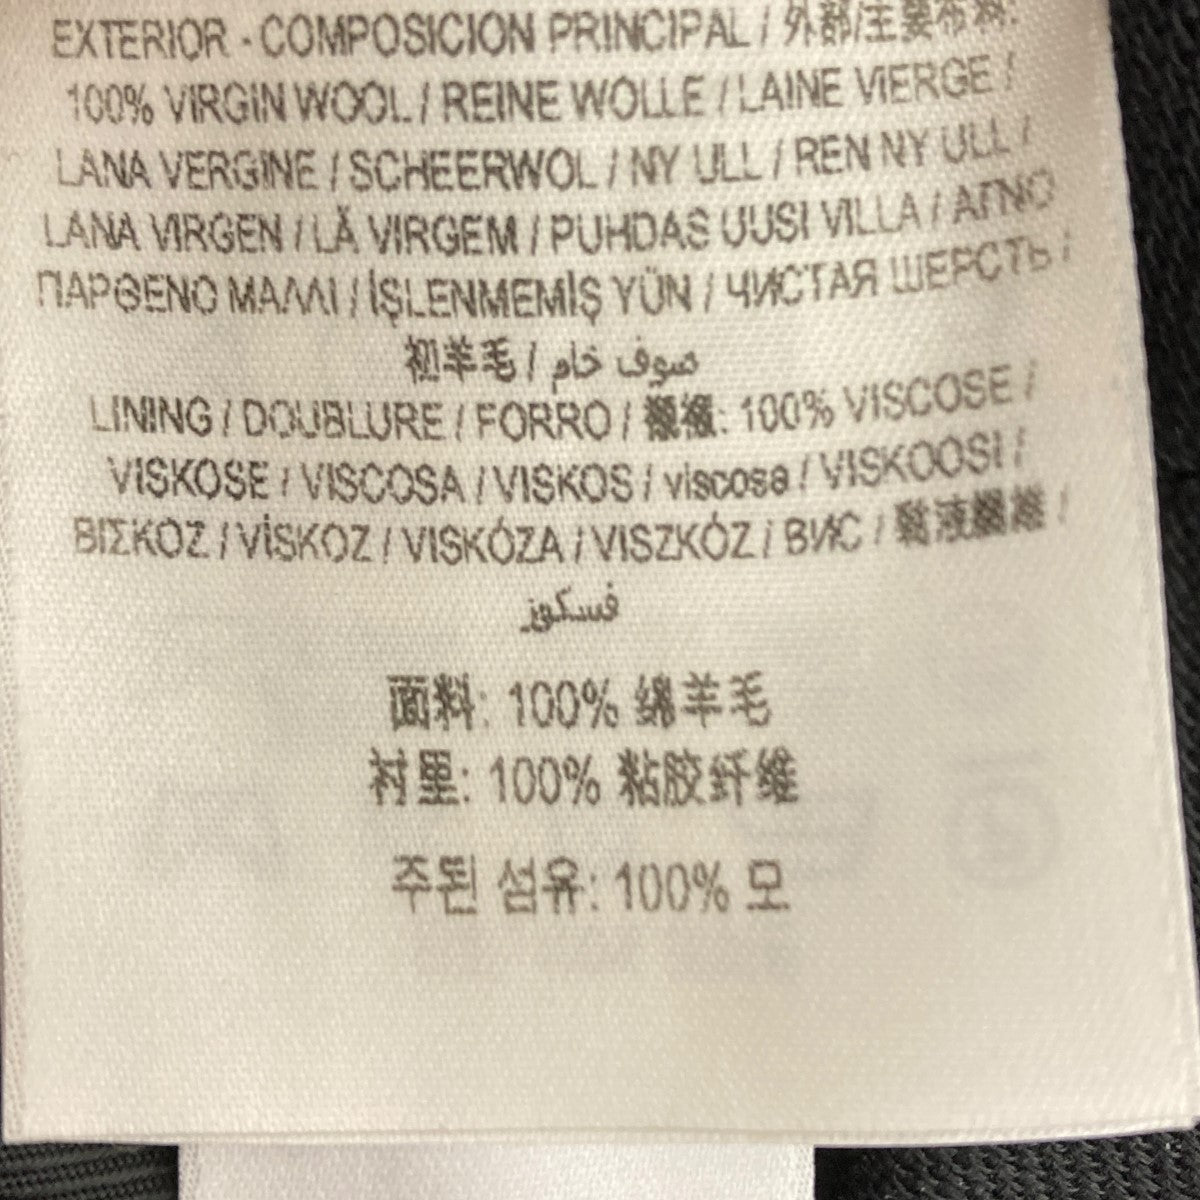 EXTERIOR - COMPOSICION PRINCIPAL / 外部/主要布料:
100% VIRGIN WOOL / REINE WOLLE / LAINE VIERGE /
LANA VERGINE / SCHEERWOL / NY ULL / REN NY ULL /
LANA VIRGEN / LÃ VIRGEM / PUHDAS UUSI VILLA / ΑΓΝΟ
ΠΑΡΘΕΝΟ ΜΑΛΛΙ / İŞLENMEMİŞ YÜN / ЧИСТАЯ ШЕРСТЬ /
初羊毛 / صوف خام
LINING / DOUBLURE / FORRO / : 100% VISCOSE /
VISKOSE / VISCOSA / VISKOS / viscosa / VISKOOSI /
ΒΙΣΚΟΖ / VİSKOZ / VISKÓZA / VISZKÓZ / ВИС / 黏液纖維 /
فسكوز
面料: 100% 绵羊毛
衬里: 100% 粘胶纤维
주된 섬유: 100% 모